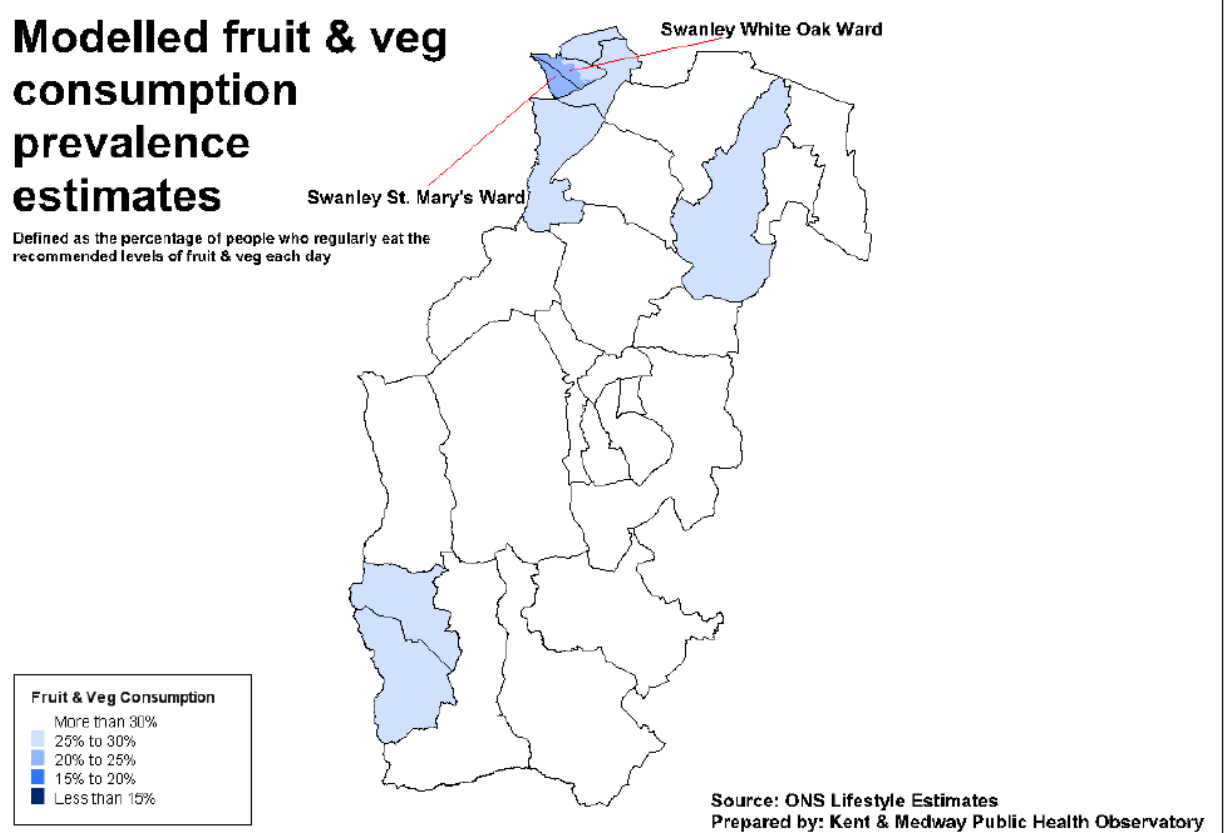 Modelled fruit & veg
consumption
prevalence
estimates
Defined as the percentage of people who regularly eat the
recommended levels of fruit & veg each day
Swanley White Oak Ward
Swanley St. Mary's Ward
Fruit & Veg Consumption
More than 30%
25% to 30%
20% to 25%
15% to 20%
Less than 15%
Source: ONS Lifestyle Estimates
Prepared by: Kent & Medway Public Health Observatory